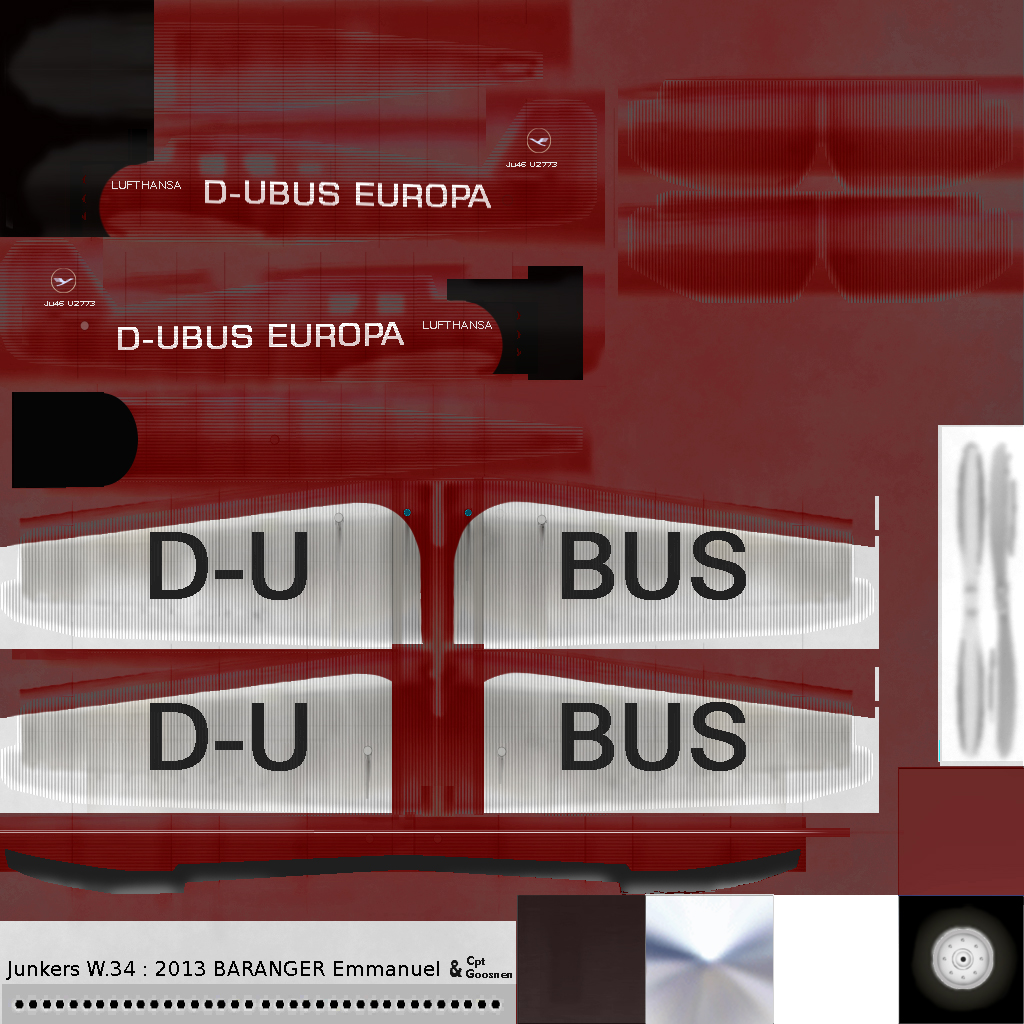 Ju46 U2773
LUFTHANSA
D-UBUS EUROPA
Ju46 U2773
LUFTHANSA
D-UBUS EUROPA
D-U BUS
D-U BUS
Junkers W.34 : 2013 BARANGER Emmanuel & Cpt Goosnen